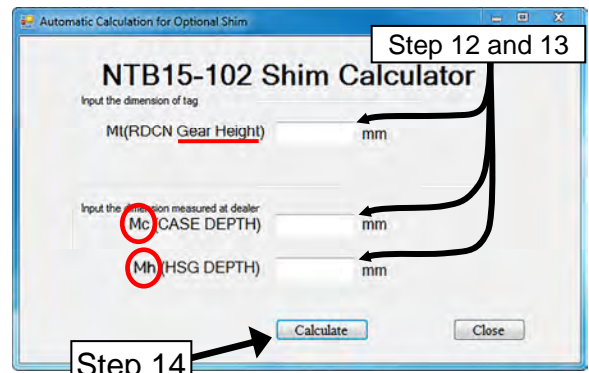 Automatic Calculation for Optional Shim
Step 12 and 13
NTB15-102 Shim Calculator
Input the dimension of tag
Mt(RDCN Gear Height) mm
Input the dimension measured at dealer
Mc (CASE DEPTH) mm
Mh (HSG DEPTH) mm
Calculate Close
Step 14